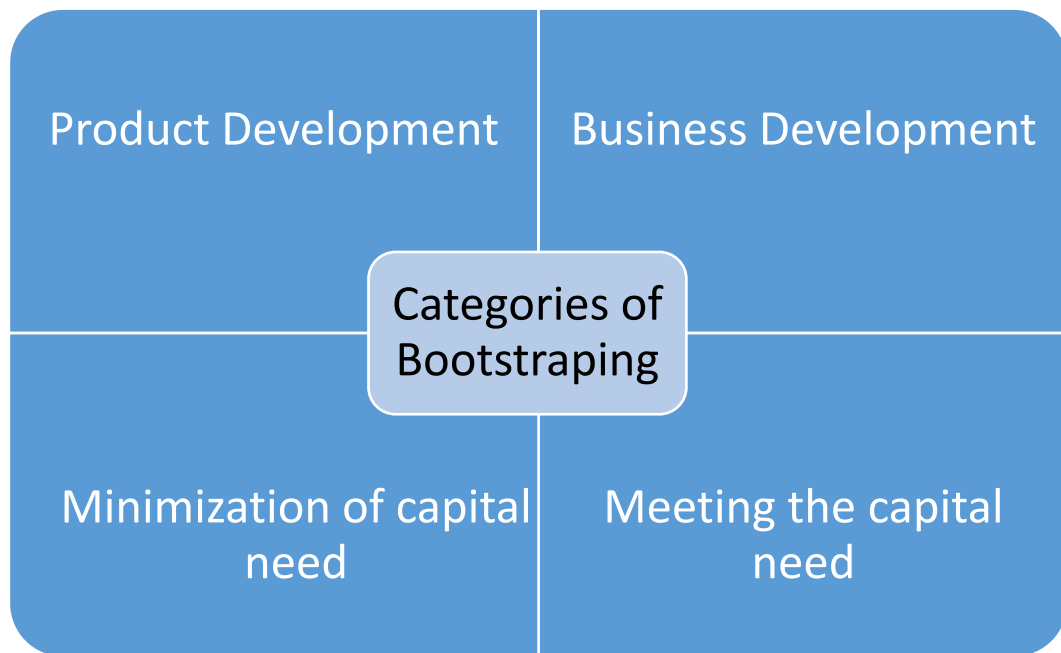 Product Development
Business Development
Categories of
Bootstraping
Minimization of capital
need
Meeting the capital
need